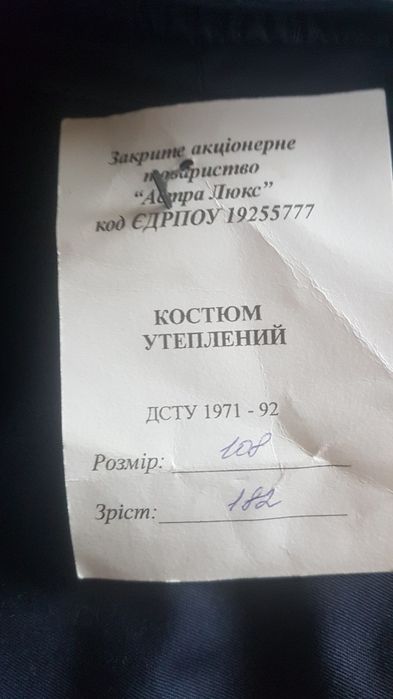 Закрите акціонерне
товариство
“Астра Люкс”
код ЄДРПОУ 19255777
КОСТЮМ
УТЕПЛЕНИЙ
ДСТУ 1971 - 92
Розмір: 108
Зріст: 182